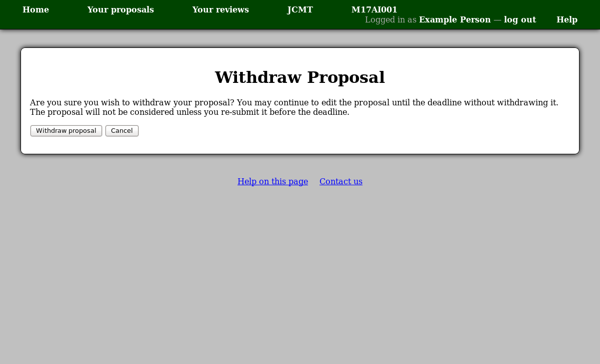 Home Your proposals Your reviews JCMT M17AI001
Logged in as Example Person — log out Help
Withdraw Proposal
Are you sure you wish to withdraw your proposal? You may continue to edit the proposal until the deadline without withdrawing it.
The proposal will not be considered unless you re-submit it before the deadline.
Withdraw proposal Cancel
Help on this page Contact us